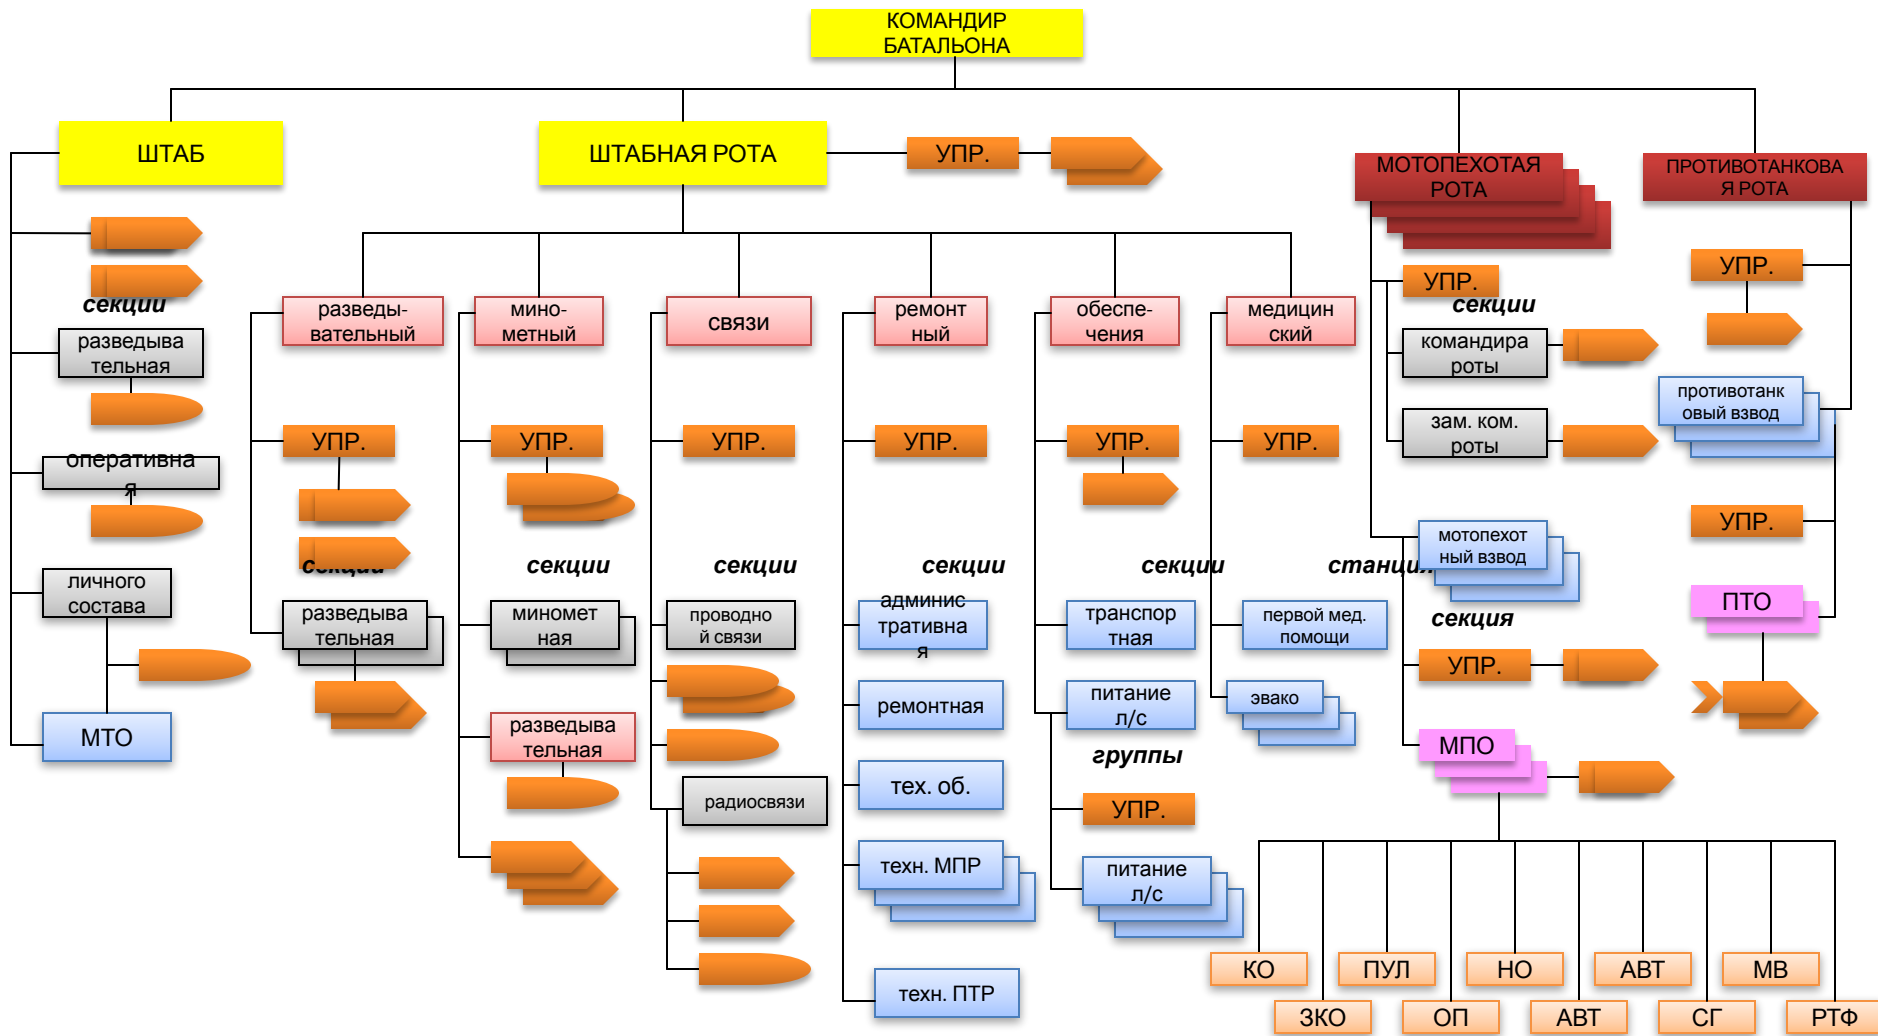 КОМАНДИР
БАТАЛЬОНА
ШТАБ
ШТАБНАЯ РОТА
УПР.
МОТОПЕХОТАЯ
РОТА
ПРОТИВОТАНКОВА
Я РОТА
секции
разведыва
тельная
оперативна
я
личного
состава
МТО
разведы-
вательный
УПР.
секции
разведыва
тельная
мино-
метный
УПР.
секции
миномет
ная
разведыва
тельная
связи
УПР.
секции
проводно
й связи
радиосвязи
ремонт
ный
УПР.
секции
админис
тративна
я
ремонтная
тех. об.
техн. МПР
техн. ПТР
обеспе-
чения
УПР.
секции
транспор
тная
питание
л/с
группы
УПР.
питание
л/с
медицин
ский
УПР.
станция
первой мед.
помощи
эвако
УПР.
секции
командира
роты
зам. ком.
роты
мотопехот
ный взвод
секция
УПР.
МПО
УПР.
противотанк
овый взвод
УПР.
ПТО
КО
ПУЛ
НО
АВТ
МВ
ЗКО
ОП
АВТ
СГ
РТФ